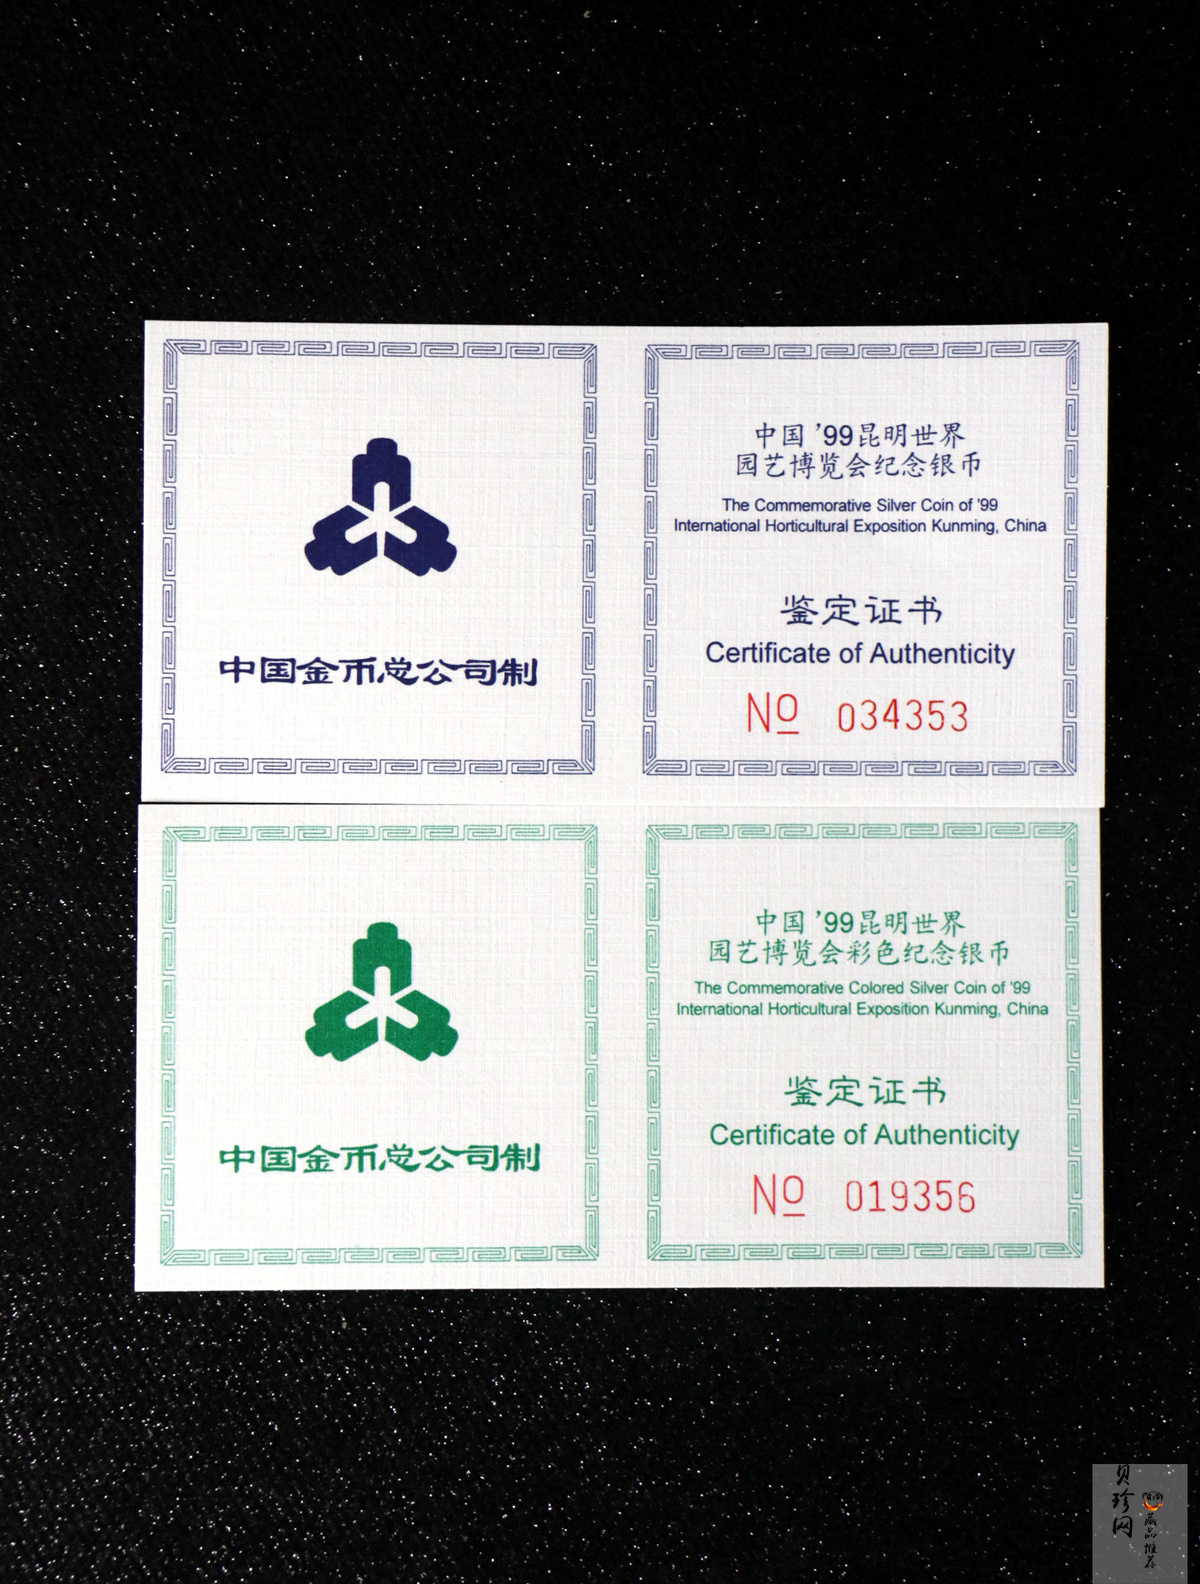 中国金币总公司制
中国 '99昆明世界
园艺博览会纪念银币
The Commemorative Silver Coin of '99
International Horticultural Exposition Kunming, China
鉴定证书
Certificate of Authenticity
No 034353
中国金币总公司制
中国 '99昆明世界
园艺博览会彩色纪念银币
The Commemorative Colored Silver Coin of '99
International Horticultural Exposition Kunming, China
鉴定证书
Certificate of Authenticity
No 019356
贝珍网
藏品推荐